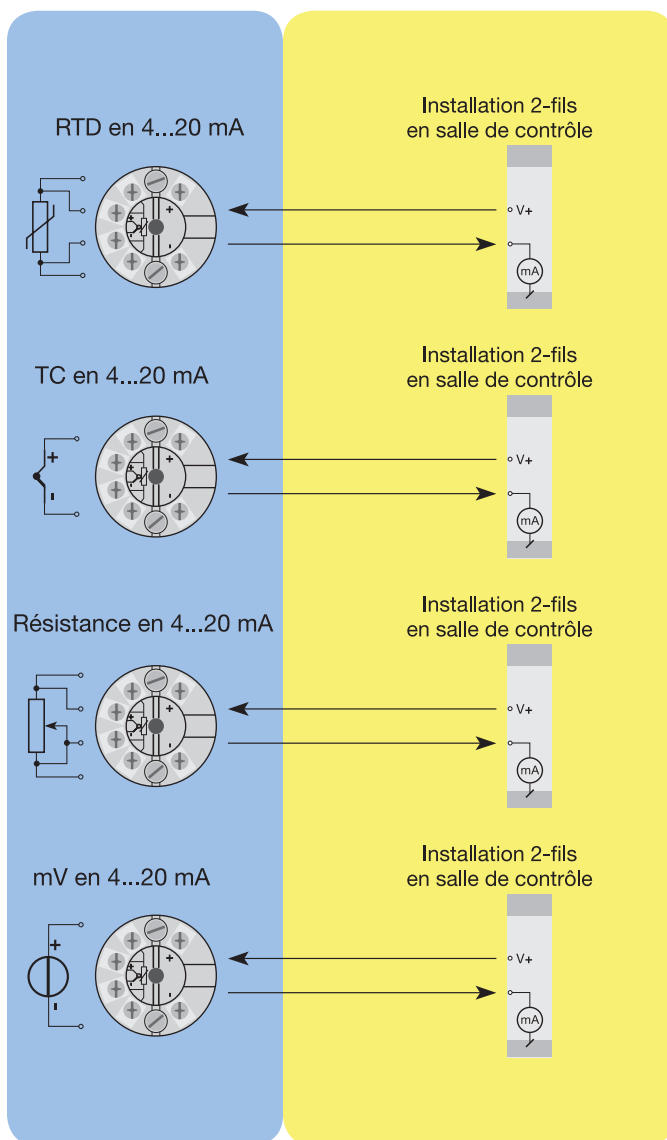 Installation 2-fils
en salle de contrôle
RTD en 4...20 mA
+
-
V+
mA
Installation 2-fils
en salle de contrôle
TC en 4...20 mA
+
-
+
-
V+
mA
Installation 2-fils
en salle de contrôle
Résistance en 4...20 mA
+
-
V+
mA
Installation 2-fils
en salle de contrôle
mV en 4...20 mA
+
-
+
-
V+
mA